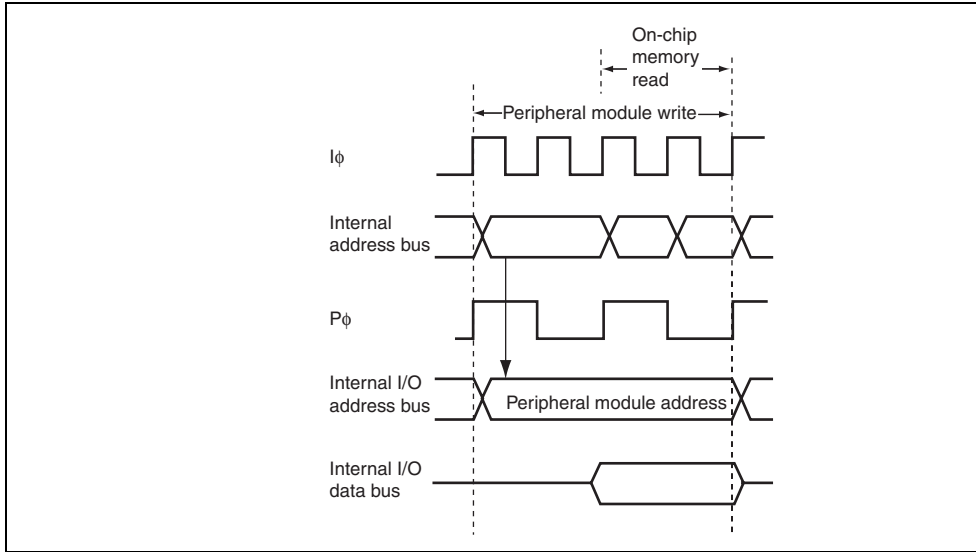 On-chip
memory
read
Peripheral module write
Iϕ
Internal
address bus
Pϕ
Internal I/O
address bus
Peripheral module address
Internal I/O
data bus